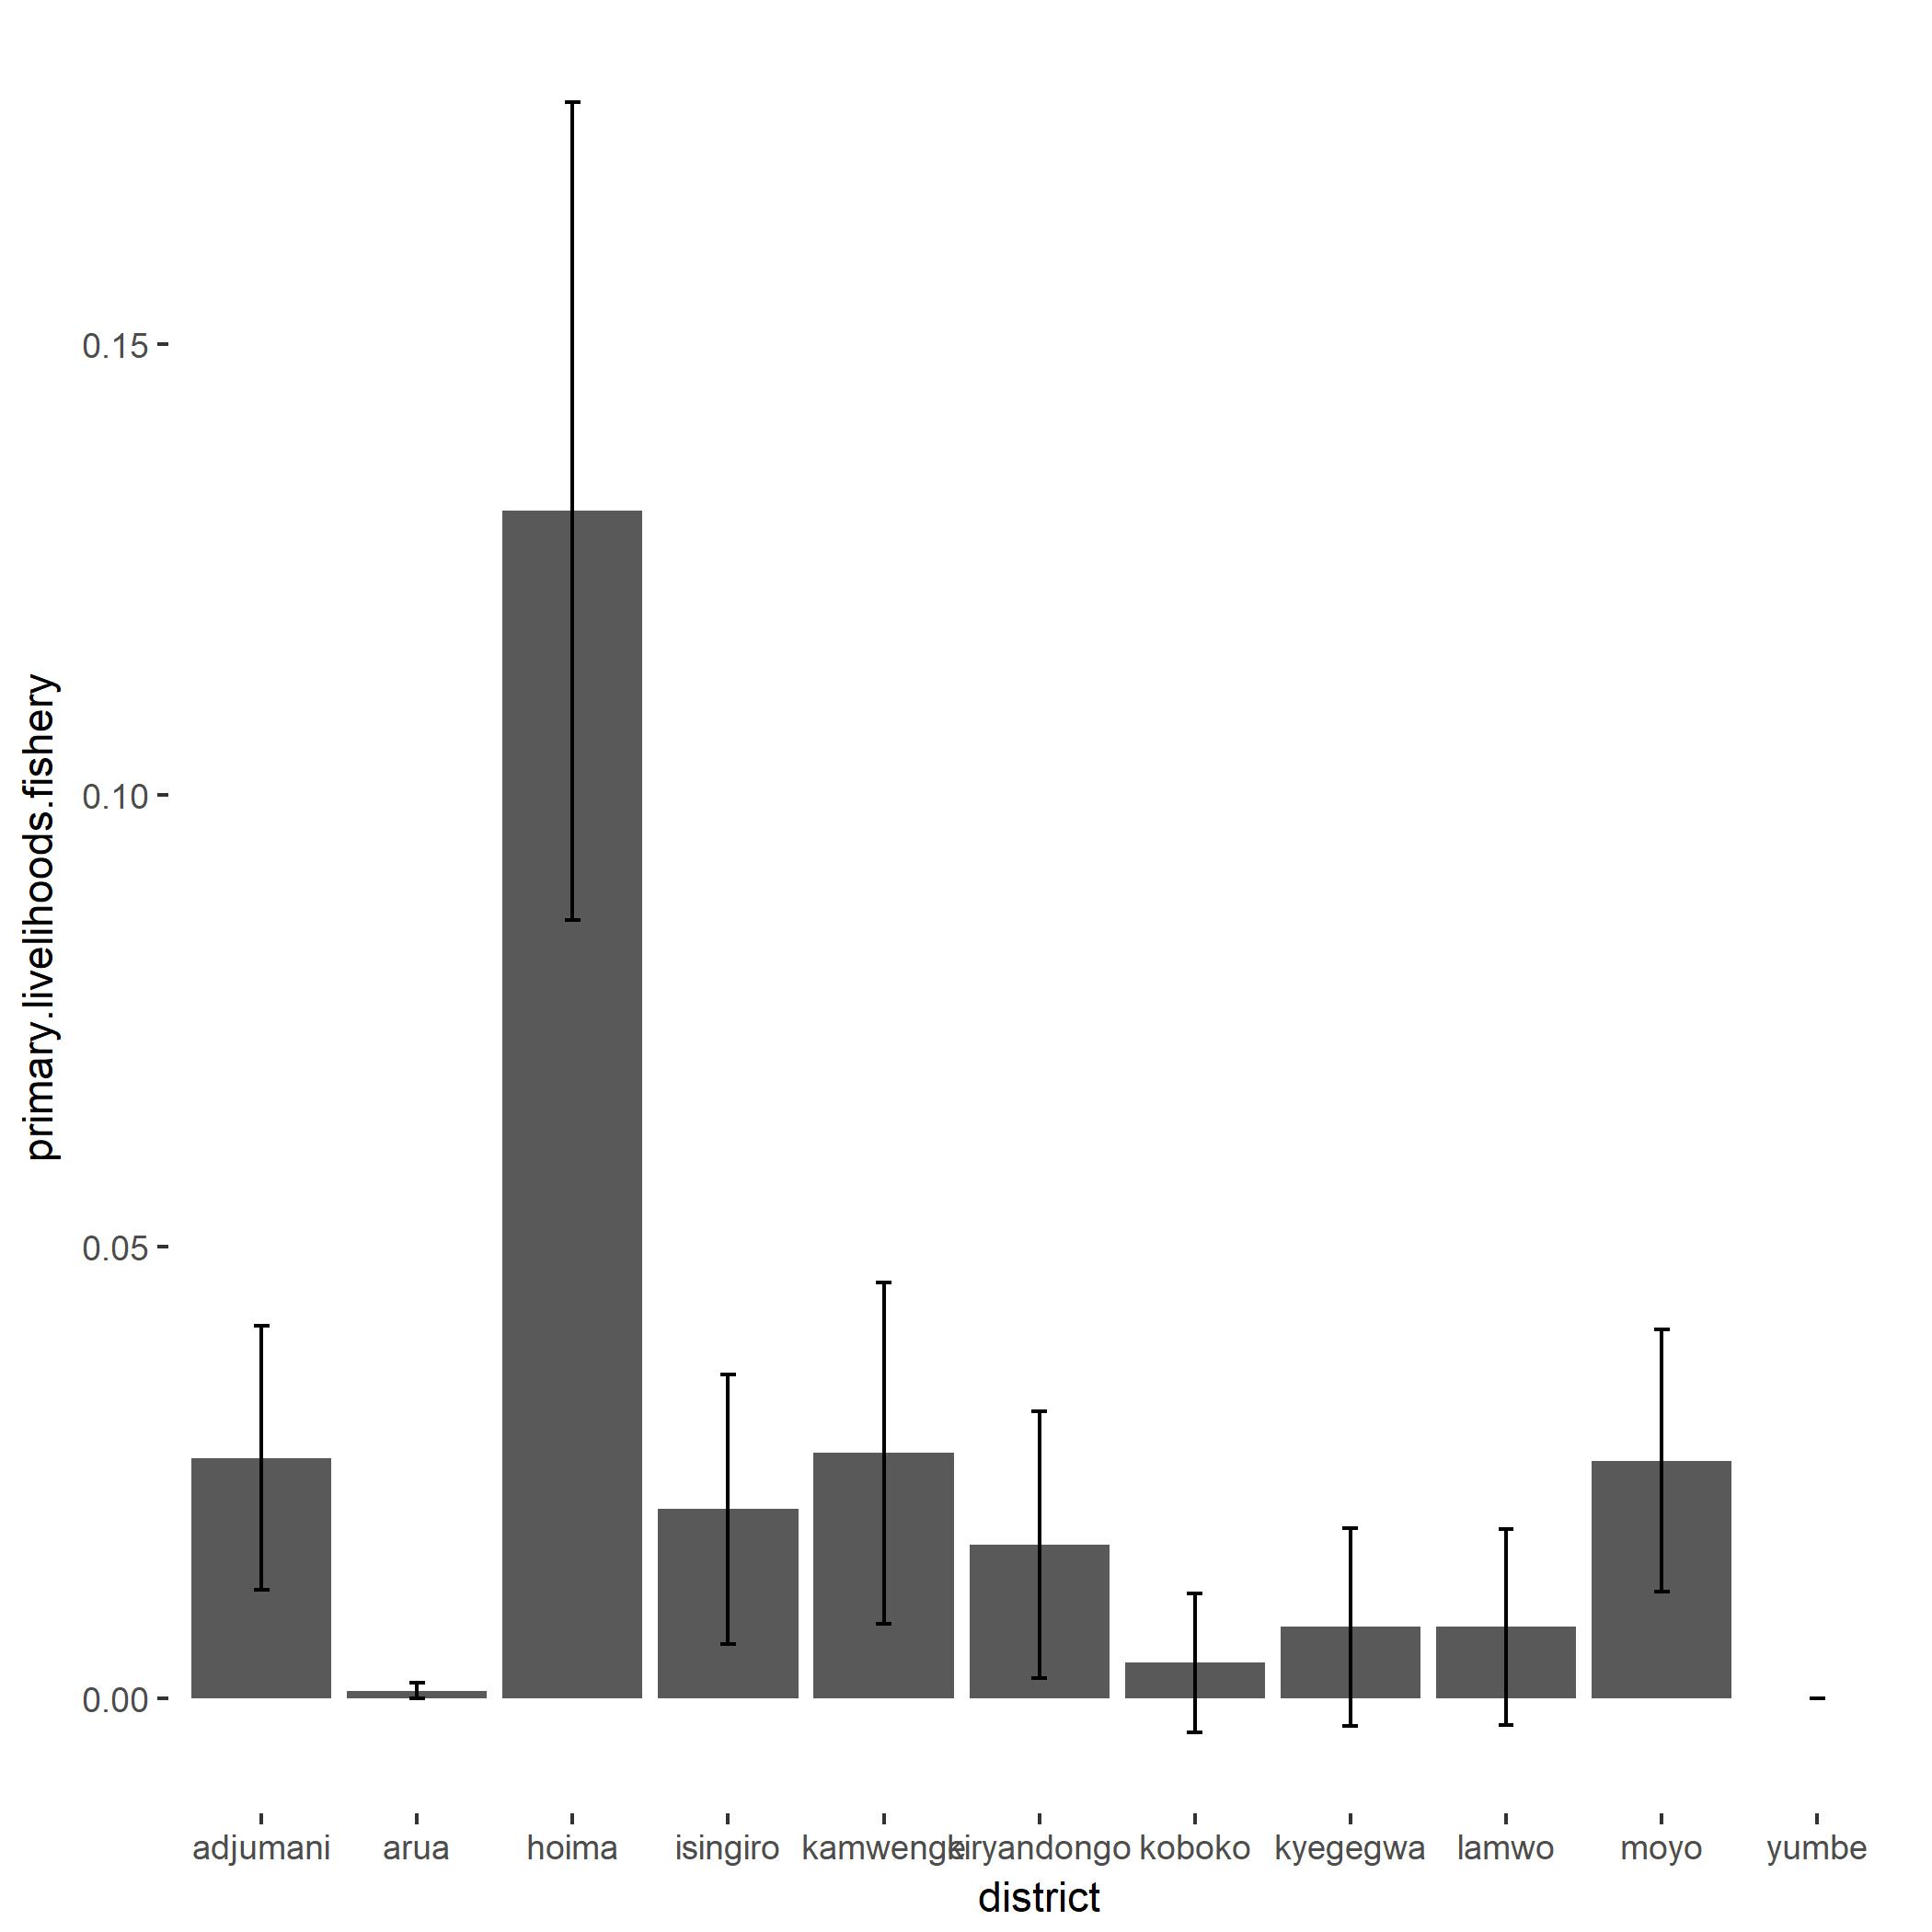 primary.livelihoods.fishery
0.15
0.10
0.05
0.00
adjumani arua hoima isingiro kamwenge kiryandongo koboko kyegegwa lamwo moyo yumbe
district